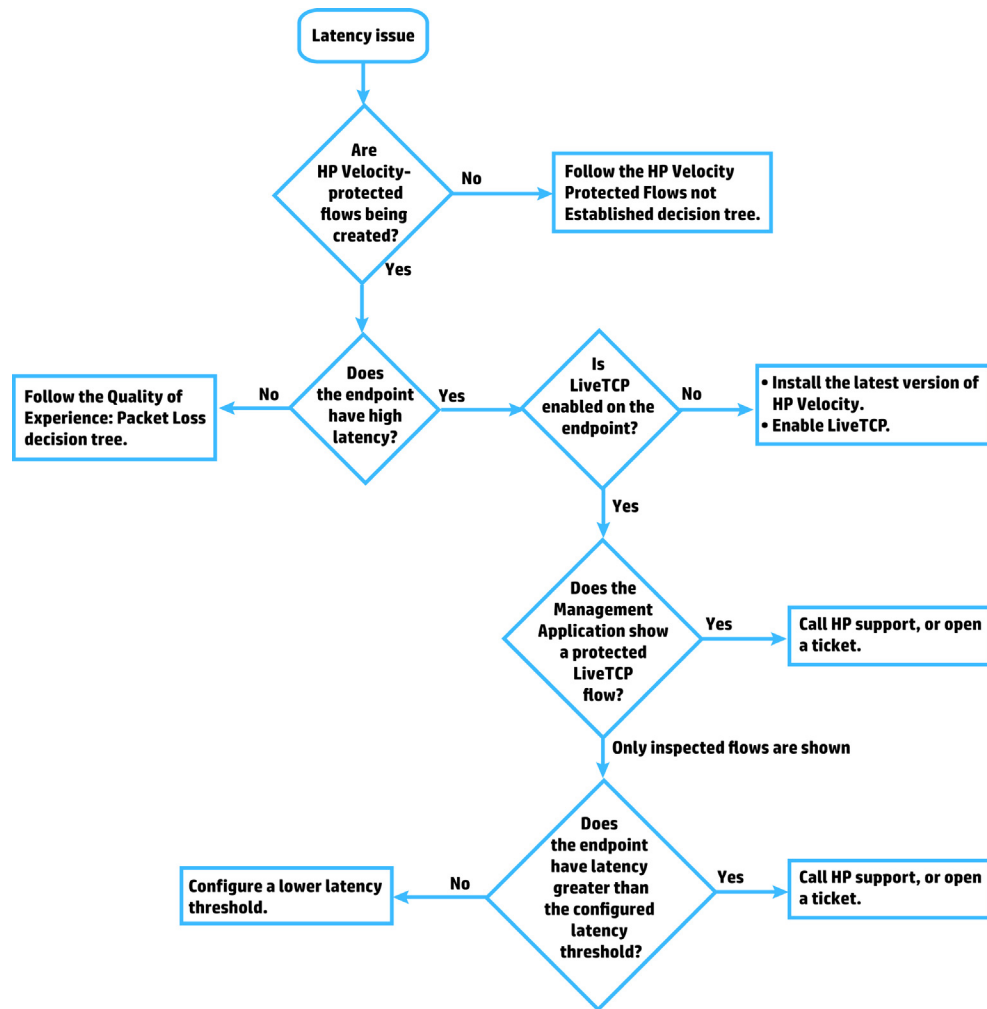 Latency issue
Are
HP Velocity-
protected
flows being
created?
No
Follow the HP Velocity
Protected Flows not
Established decision tree.
Yes
Does
the endpoint
have high
latency?
No
Follow the Quality of
Experience: Packet Loss
decision tree.
Yes
Is
LiveTCP
enabled on the
endpoint?
No
• Install the latest version of
HP Velocity.
• Enable LiveTCP.
Yes
Does the
Management
Application show
a protected
LiveTCP
flow?
Yes
Call HP support, or open
a ticket.
Only inspected flows are shown
Does
the endpoint
have latency
greater than
the configured
latency
threshold?
No
Configure a lower latency
threshold.
Yes
Call HP support, or open
a ticket.